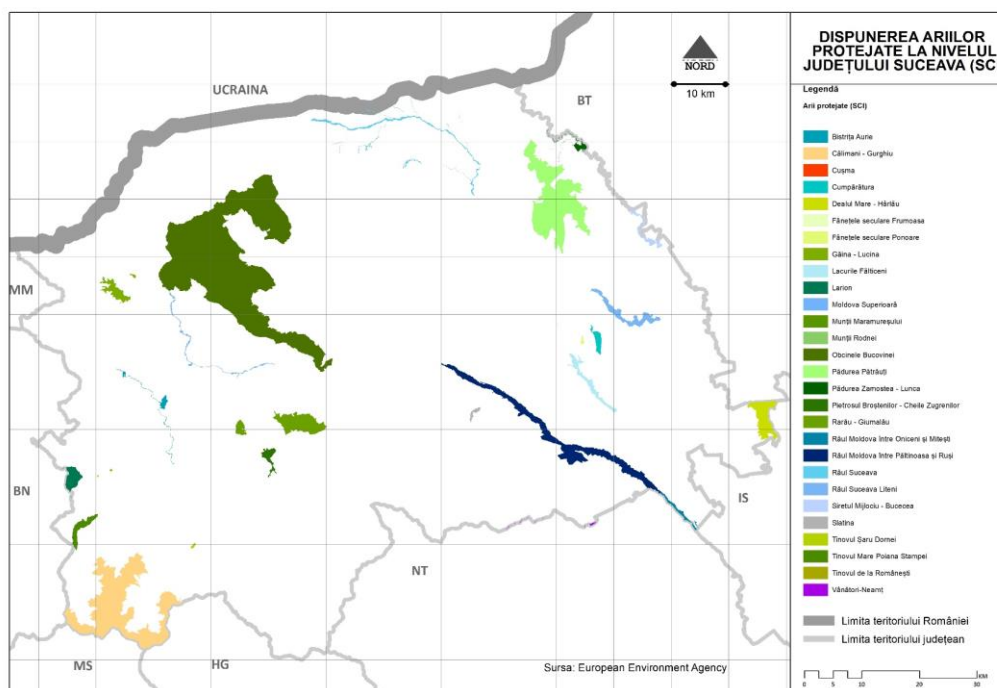 UCRAINA
NORD
10 km
BT
MM
BN
IS
NT
MS
HG
Sursa: European Environment Agency
DISPUNEREA ARIILOR
PROTEJATE LA NIVELUL
JUDEȚULUI SUCEAVA (SC
Legendă
Arii protejate (SCI)
Bistrița Aurie
Călimani - Gurghiu
Cușma
Cumpărătura
Dealul Mare - Hârlău
Fânețele seculare Frumoasa
Fânețele seculare Ponoare
Găina - Lucina
Lacurile Fălticeni
Larion
Moldova Superioară
Munții Maramureșului
Munții Rodnei
Obcinele Bucovinei
Pădurea Pătrăuți
Pădurea Zamostea - Lunca
Pietrosul Broștenilor - Cheile Zugrenilor
Rarău - Giumalău
Râul Moldova între Oniceni și Mitești
Râul Moldova între Păltinoasa și Ruși
Râul Suceava
Râul Suceava Liteni
Siretul Mijlociu - Bucecea
Slatina
Tinovul Șaru Dornei
Tinovul Mare Poiana Stampei
Tinovul de la Românești
Vânători-Neamț
Limita teritoriului României
Limita teritoriului județean
KM
0 5 10 20 30